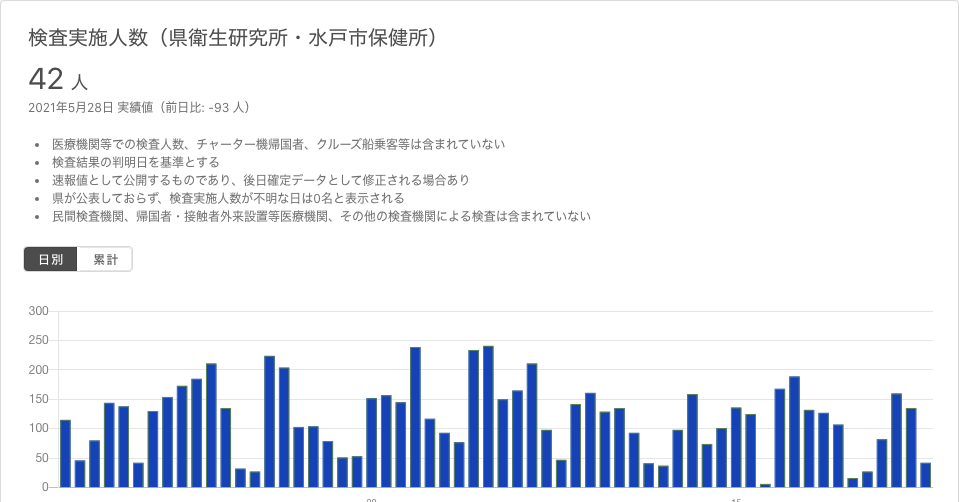 検査実施人数（県衛生研究所・水戸市保健所）
42 人
2021年5月28日 実績値（前日比: -93 人）
• 医療機関等での検査人数、チャーター機帰国者、クルーズ船乗客等は含まれていない
• 検査結果の判明日を基準とする
• 速報値として公開するものであり、後日確定データとして修正される場合あり
• 県が公表しておらず、検査実施人数が不明な日は0名と表示される
• 民間検査機関、帰国者・接触者外来設置等医療機関、その他の検査機関による検査は含まれていない
日別 累計
300
250
200
150
100
50
0